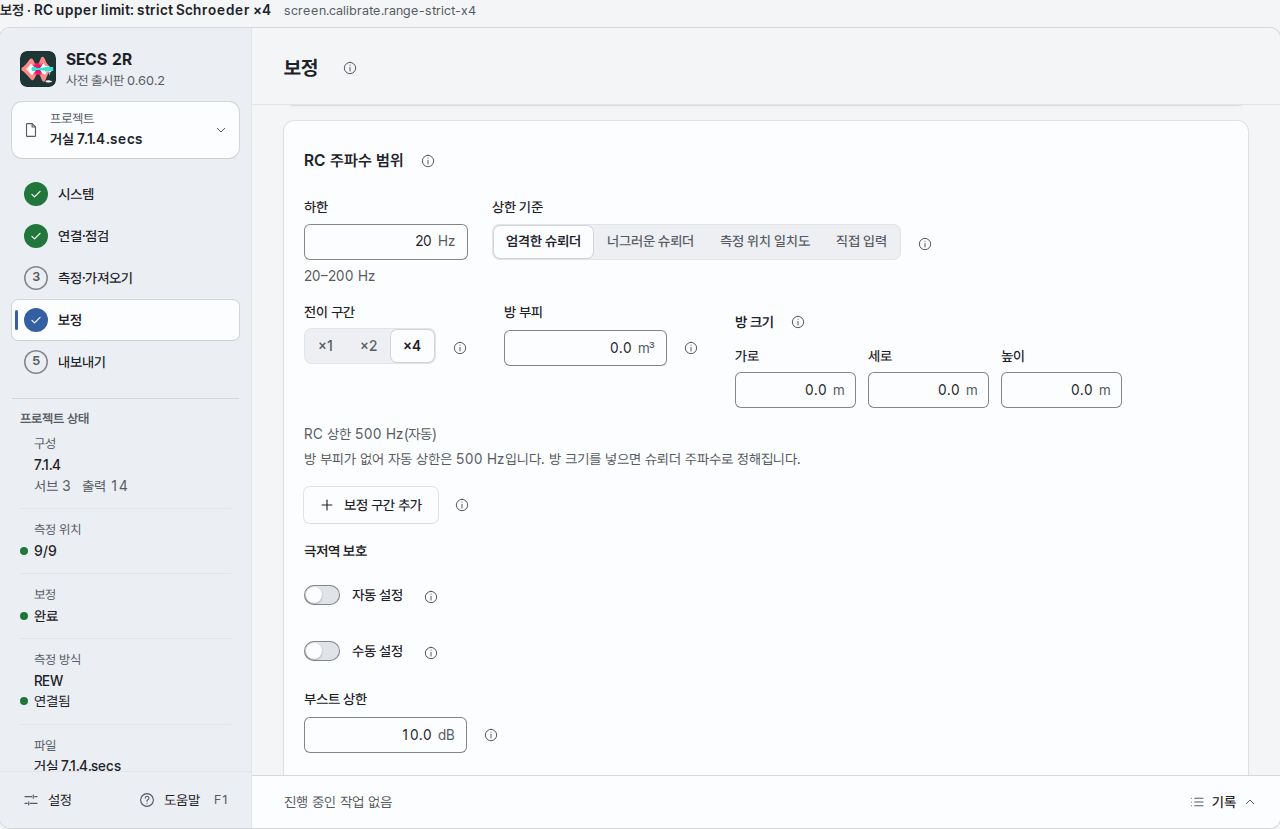 보정 · RC upper limit: strict Schroeder ×4 screen.calibrate.range-strict-x4
SECS 2R
사전 출시판 0.60.2
프로젝트
거실 7.1.4.secs
시스템
연결·점검
3 측정·가져오기
보정
5 내보내기
프로젝트 상태
구성
7.1.4
서브 3 출력 14
측정 위치
9/9
보정
완료
측정 방식
REW
연결됨
파일
거실 7.1.4.secs
설정 도움말 F1
보정
RC 주파수 범위
하한 상한 기준
20 Hz 엄격한 슈뢰더 너그러운 슈뢰더 측정 위치 일치도 직접 입력
20–200 Hz
전이 구간 방 부피 방 크기
×1 ×2 ×4 0.0 m³
가로 세로 높이
0.0 m 0.0 m 0.0 m
RC 상한 500 Hz(자동)
방 부피가 없어 자동 상한은 500 Hz입니다. 방 크기를 넣으면 슈뢰더 주파수로 정해집니다.
보정 구간 추가
극저역 보호
자동 설정
수동 설정
부스트 상한
10.0 dB
진행 중인 작업 없음 기록